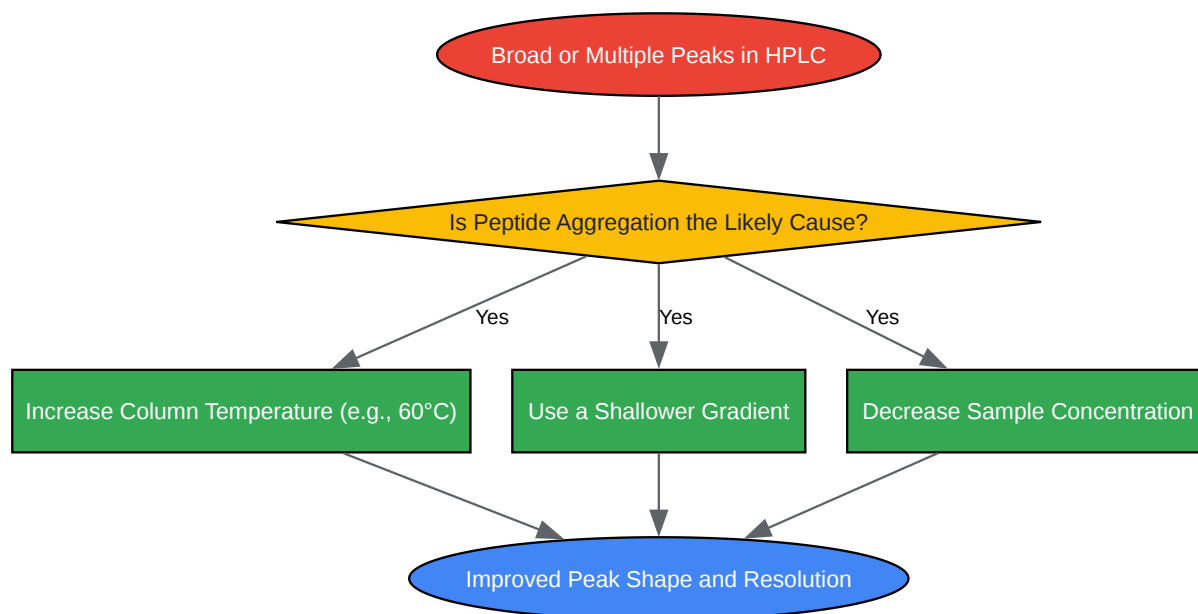 Broad or Multiple Peaks in HPLC
Is Peptide Aggregation the Likely Cause?
Yes
Yes
Yes
Increase Column Temperature (e.g., 60°C)
Use a Shallower Gradient
Decrease Sample Concentration
Improved Peak Shape and Resolution